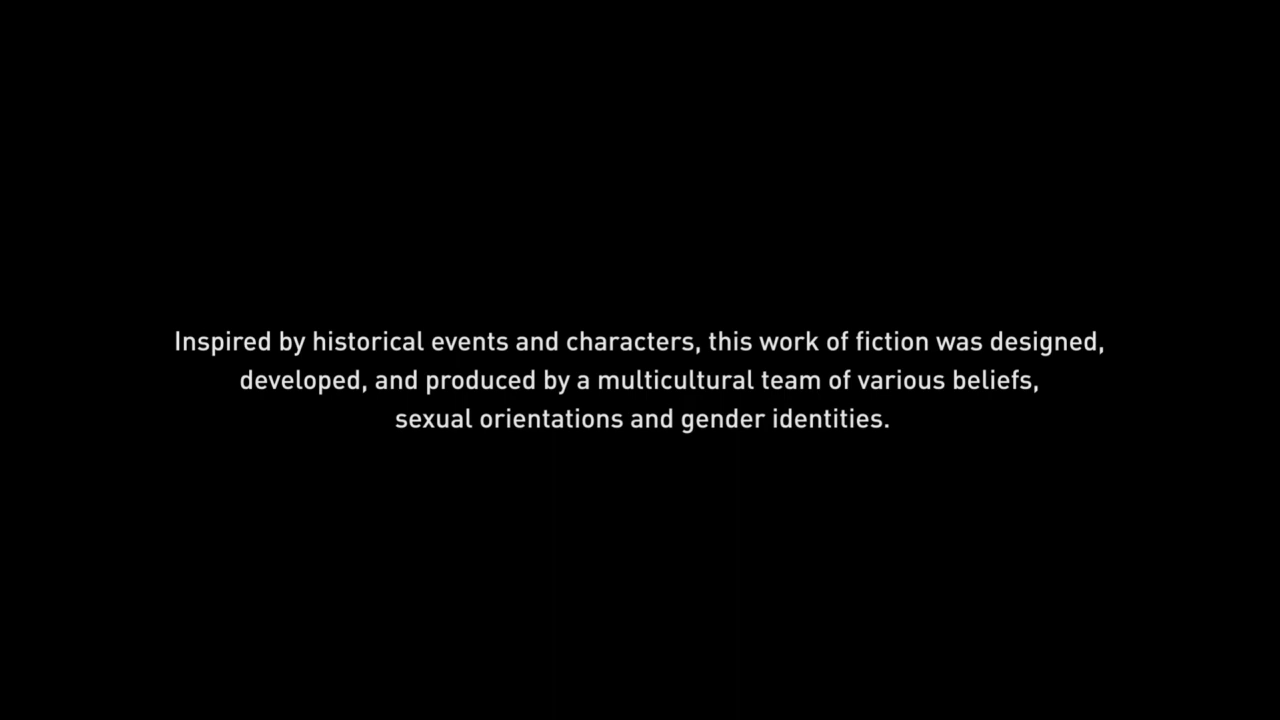 Inspired by historical events and characters, this work of fiction was designed,
developed, and produced by a multicultural team of various beliefs,
sexual orientations and gender identities.